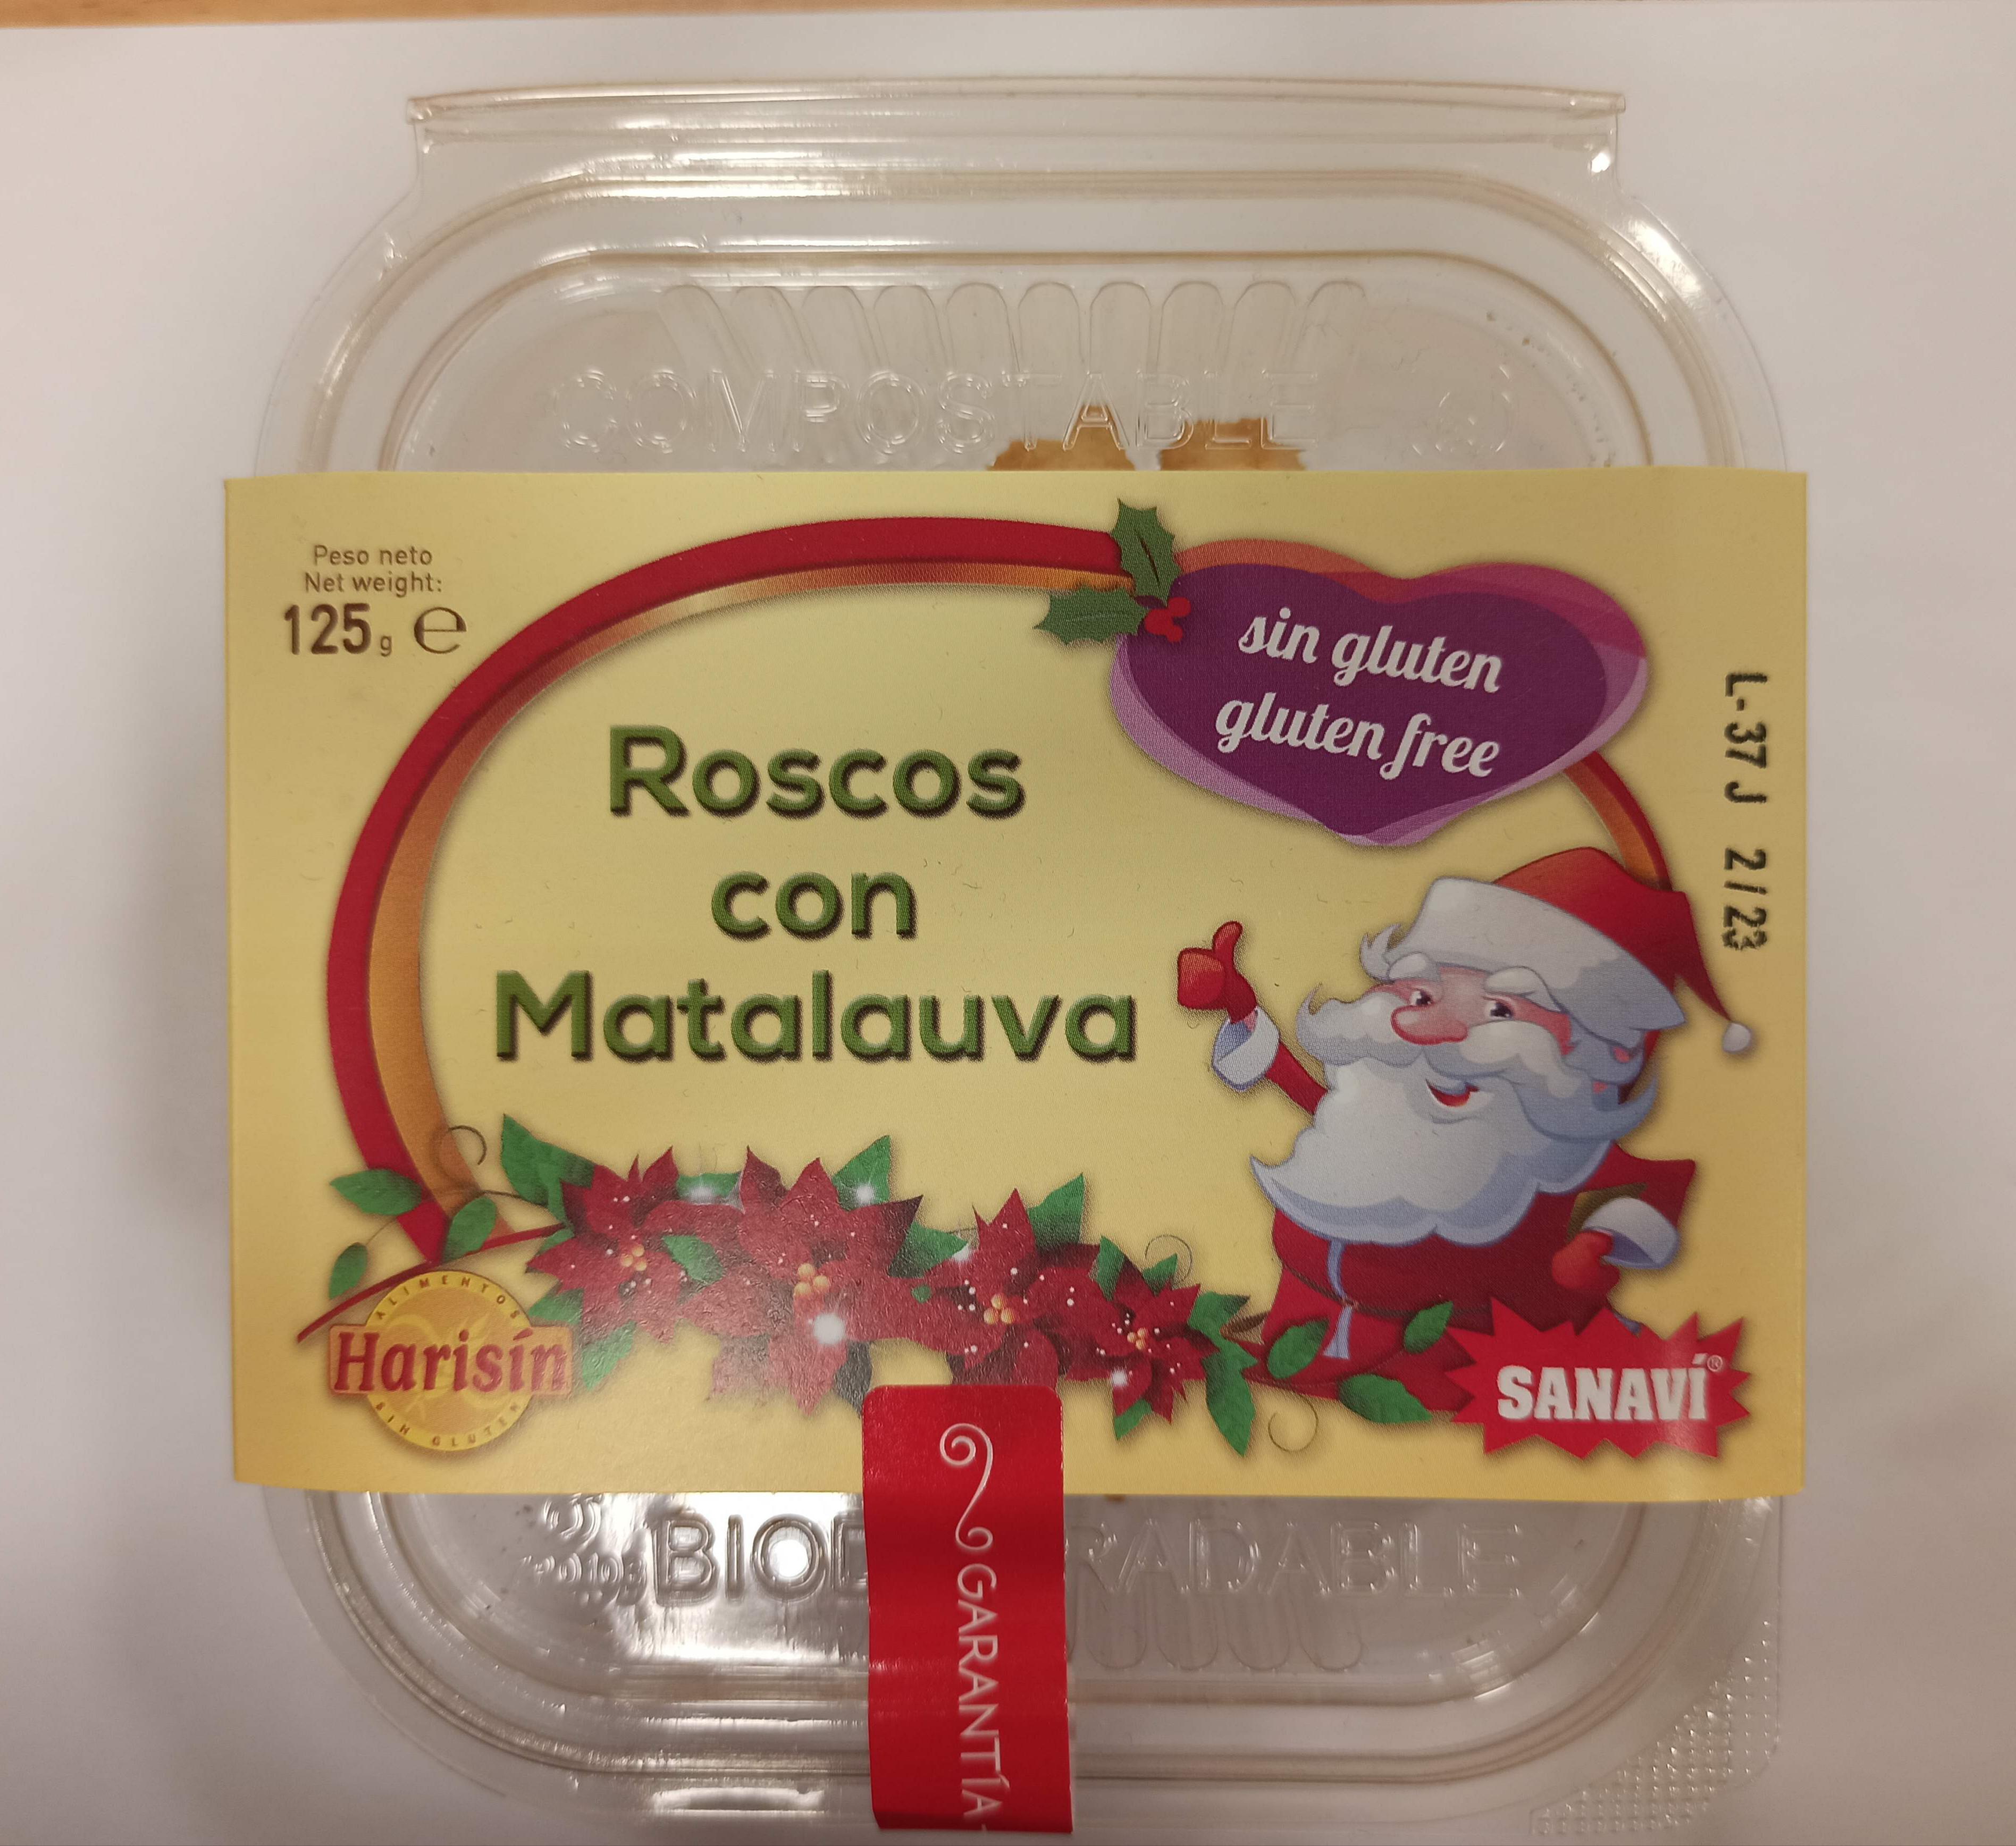 COMPOSTABLE
Peso neto
Net weight:
125g ℮
sin gluten
gluten free
Roscos
con
Matalauva
L-37 J 2/23
ALIMENTOS
Harisín
SIN GLUTEN
SANAVÍ®
GARANTÍA